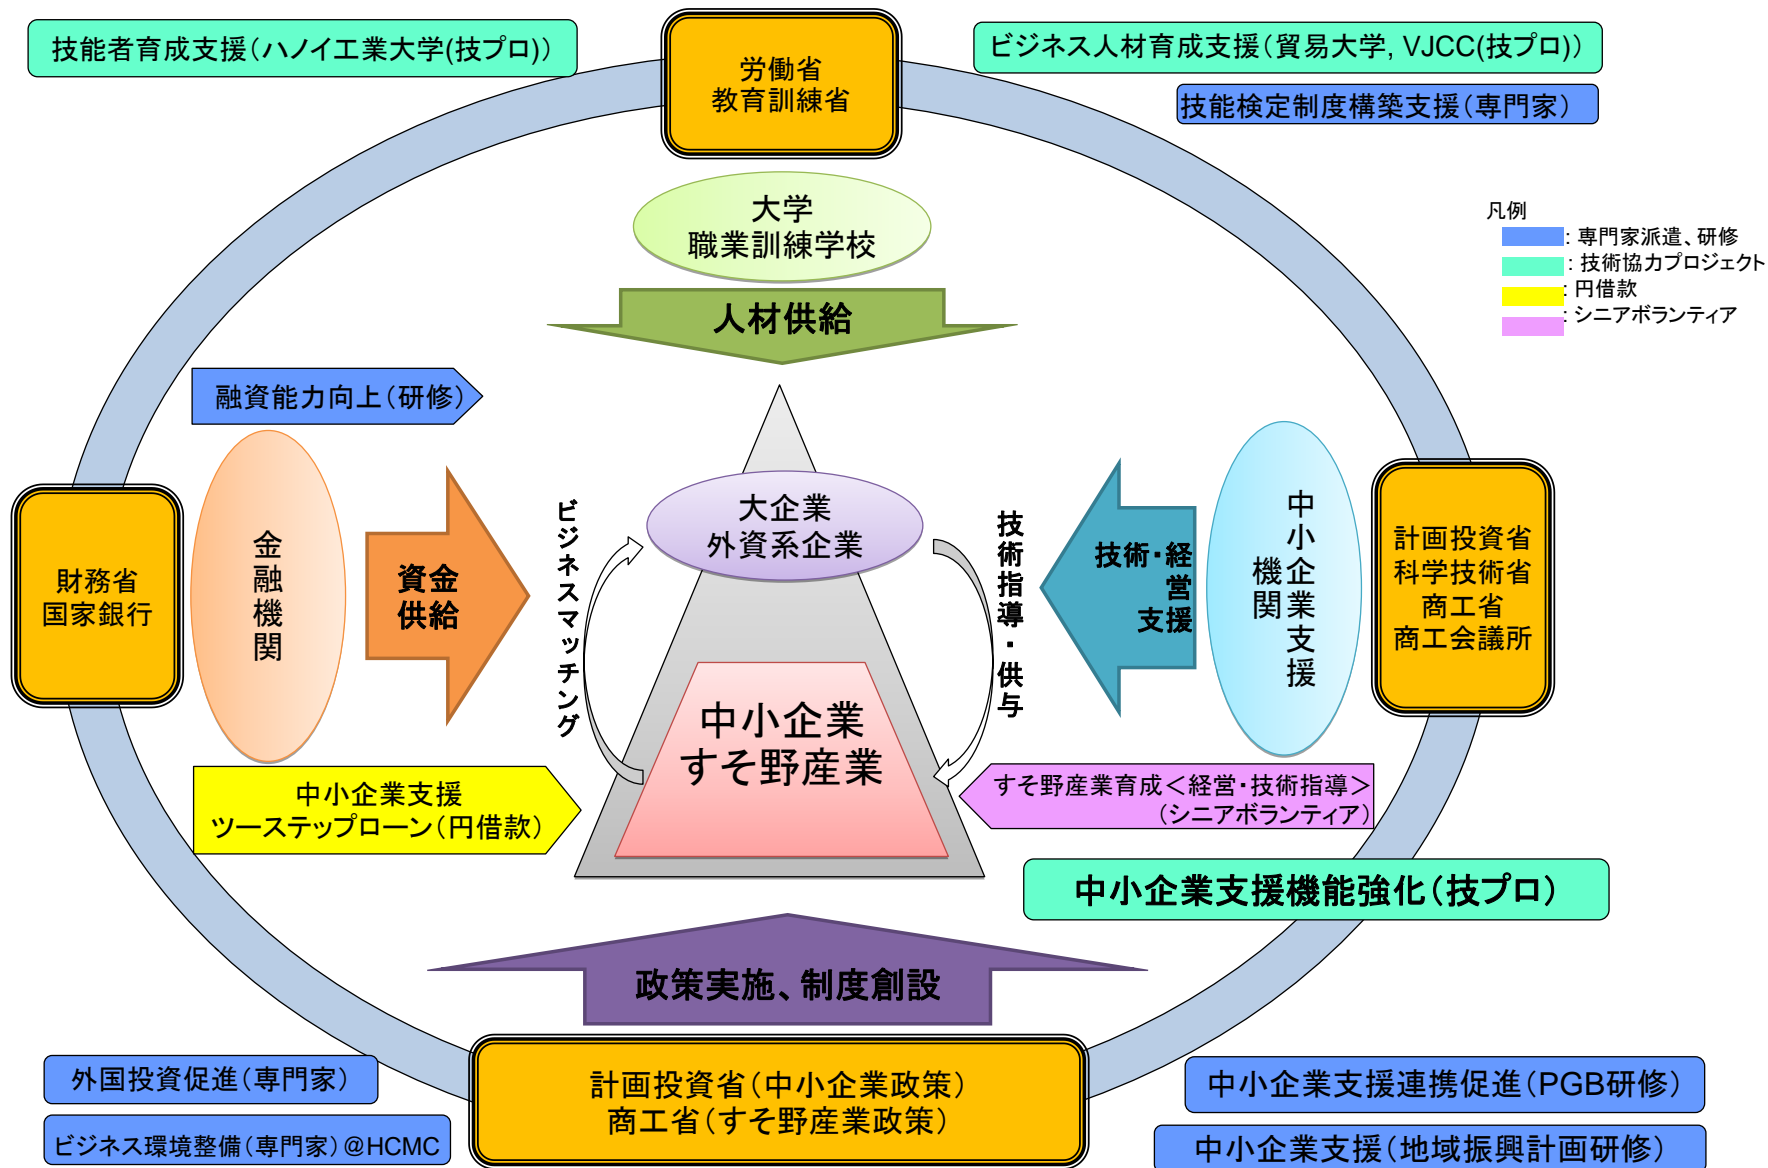 技能者育成支援（ハノイ工業大学(技プロ)）
労働省
教育訓練省
ビジネス人材育成支援（貿易大学, VJCC(技プロ)）
技能検定制度構築支援（専門家）
大学
職業訓練学校
凡例
: 専門家派遣、研修
: 技術協力プロジェクト
: 円借款
: シニアボランティア
人材供給
融資能力向上（研修）
財務省
国家銀行
金融機関
資金
供給
ビジネスマッチング
大企業
外資系企業
技術指導・供与
技術・経
営
支援
中小企業支援
機関
計画投資省
科学技術省
商工省
商工会議所
中小企業
すそ野産業
中小企業支援
ツーステップローン（円借款）
すそ野産業育成＜経営・技術指導＞
（シニアボランティア）
中小企業支援機能強化（技プロ）
政策実施、制度創設
外国投資促進（専門家）
ビジネス環境整備（専門家）@HCMC
計画投資省（中小企業政策）
商工省（すそ野産業政策）
中小企業支援連携促進（PGB研修）
中小企業支援（地域振興計画研修）